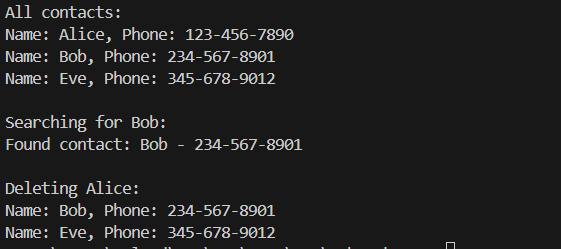 All contacts:
Name: Alice, Phone: 123-456-7890
Name: Bob, Phone: 234-567-8901
Name: Eve, Phone: 345-678-9012
Searching for Bob:
Found contact: Bob - 234-567-8901
Deleting Alice:
Name: Bob, Phone: 234-567-8901
Name: Eve, Phone: 345-678-9012